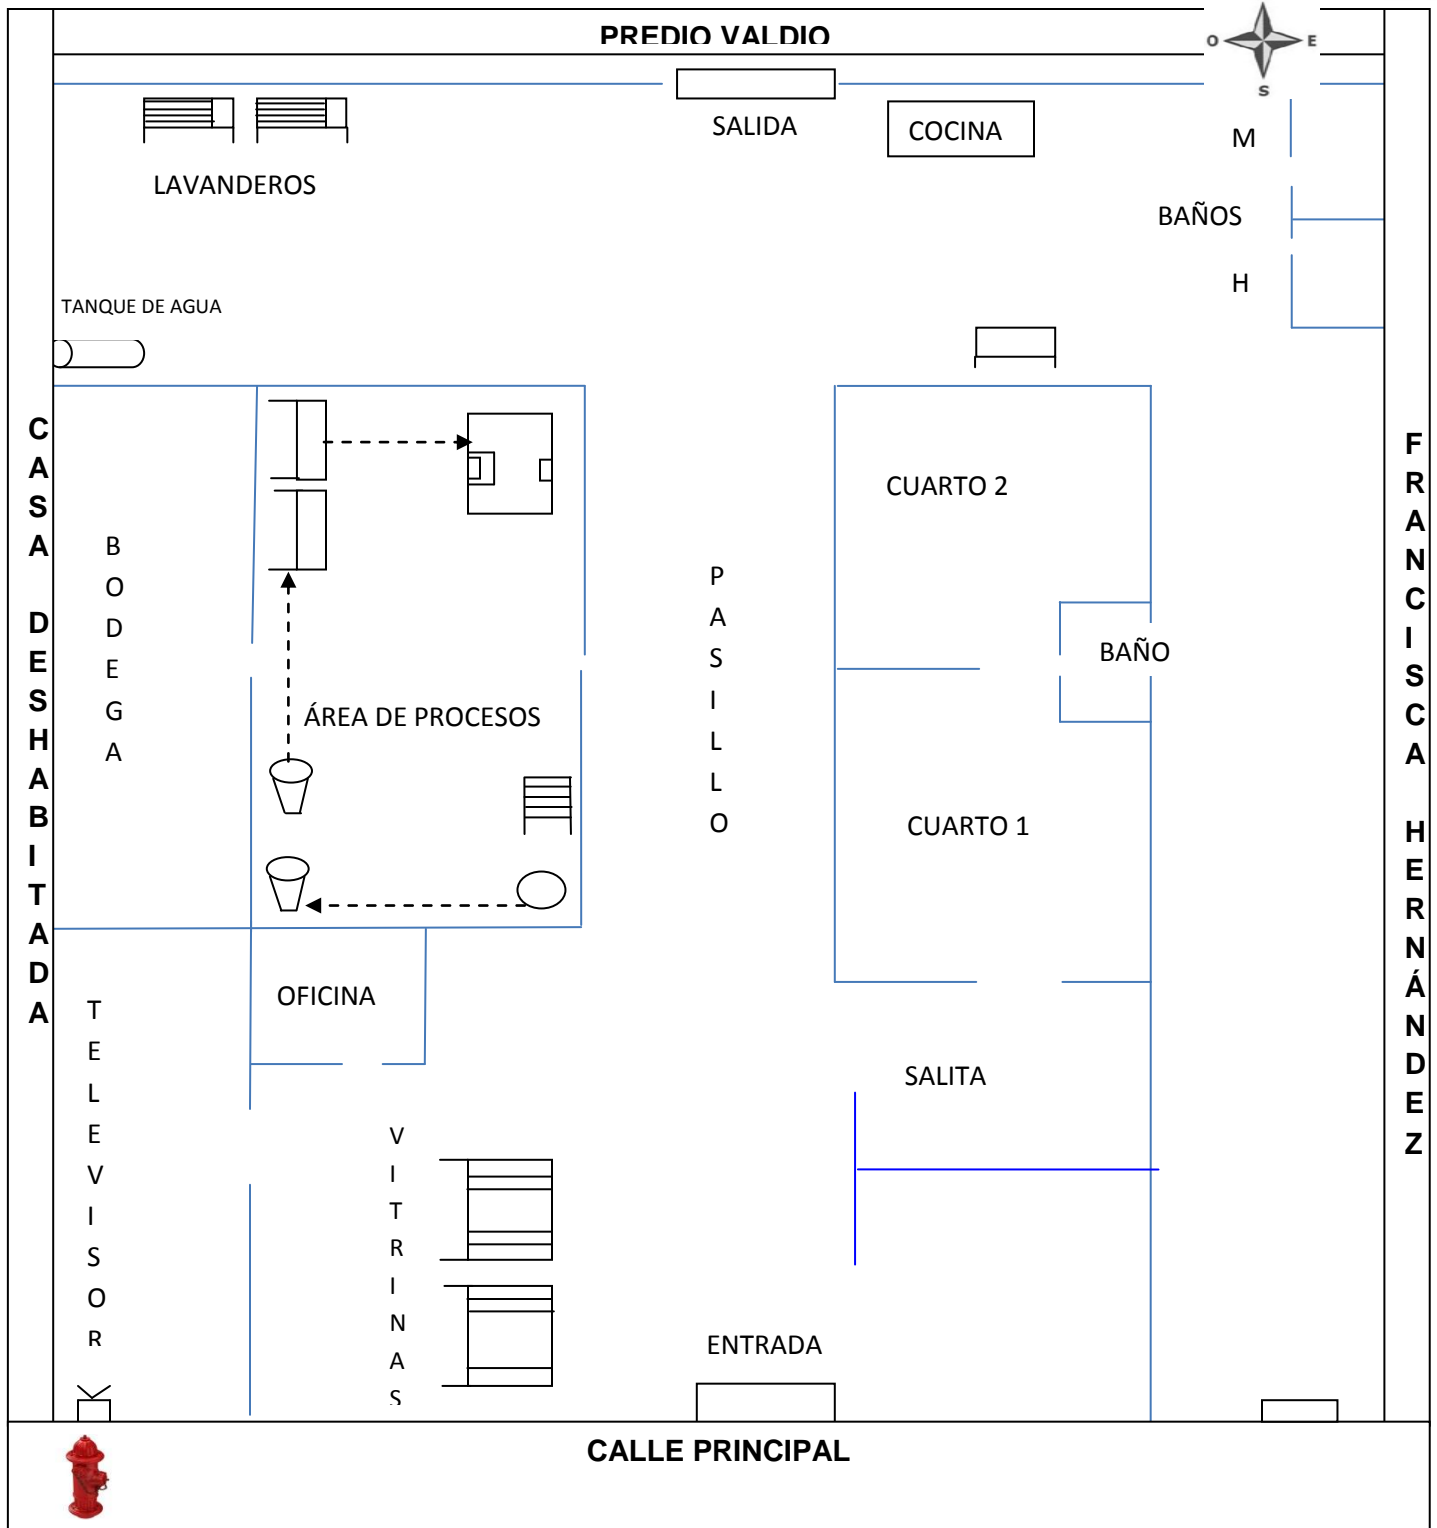 PREDIO VALDIO
O E
S
SALIDA
COCINA
M
LAVANDEROS
BAÑOS
H
TANQUE DE AGUA
CASA DESHABITADA
BODEGA
ÁREA DE PROCESOS
PASILLO
CUARTO 2
BAÑO
CUARTO 1
FRANCISCA HERNÁNDEZ
OFICINA
TELEVISOR
SALITA
VITRINAS
ENTRADA
CALLE PRINCIPAL